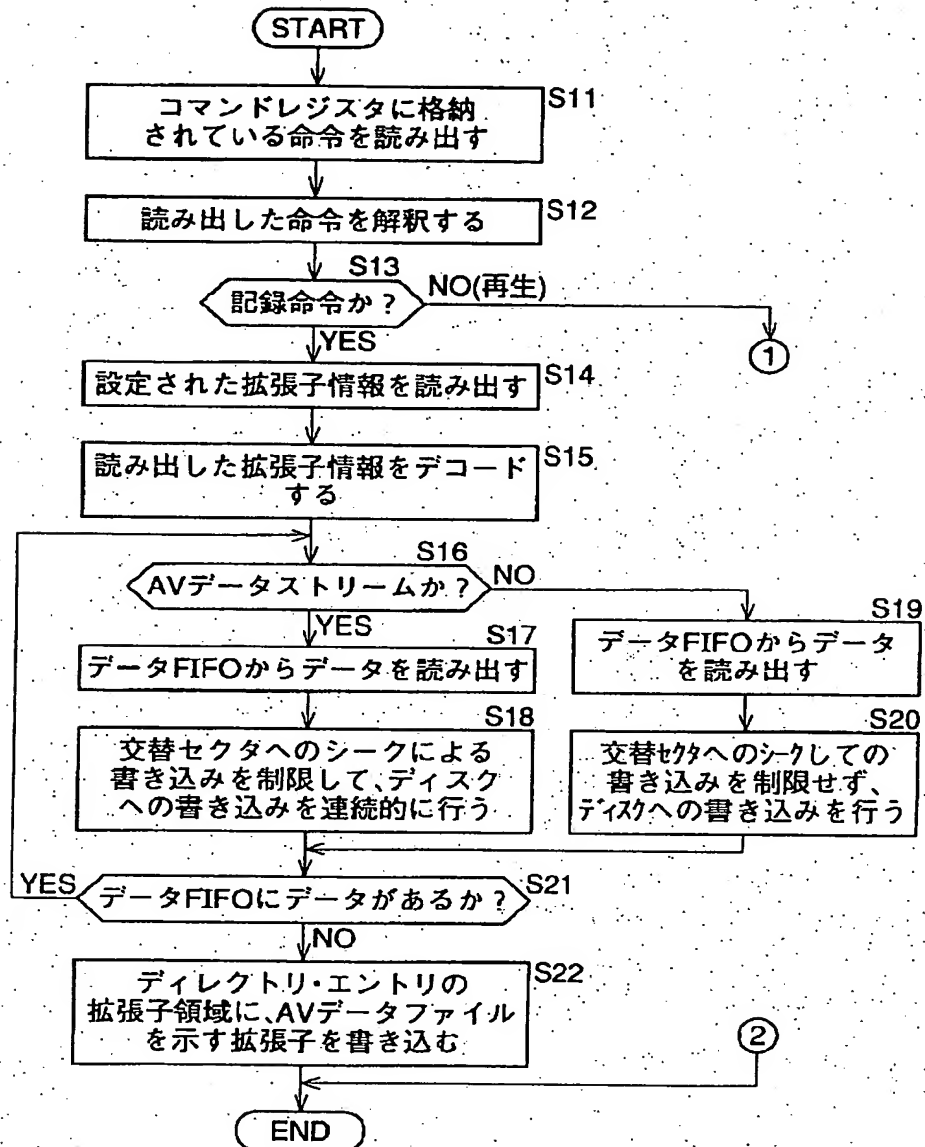 START
コマンドレジスタに格納
されている命令を読み出す
S11
読み出した命令を解釈する
S12
S13
記録命令か?
NO(再生)
YES
①
設定された拡張子情報を読み出す
S14
読み出した拡張子情報をデコード
する
S15
S16
AVデータストリームか?
NO
YES
S17
データFIFOからデータを読み出す
S18
交替セクタへのシークによる
書き込みを制限して、ディスク
への書き込みを連続的に行う
S19
データFIFOからデータ
を読み出す
S20
交替セクタへのシークしての
書き込みを制限せず、
ディスクへの書き込みを行う
YES
データFIFOにデータがあるか?
S21
NO
ディレクトリ・エントリの
拡張子領域に、AVデータファイル
を示す拡張子を書き込む
S22
②
END